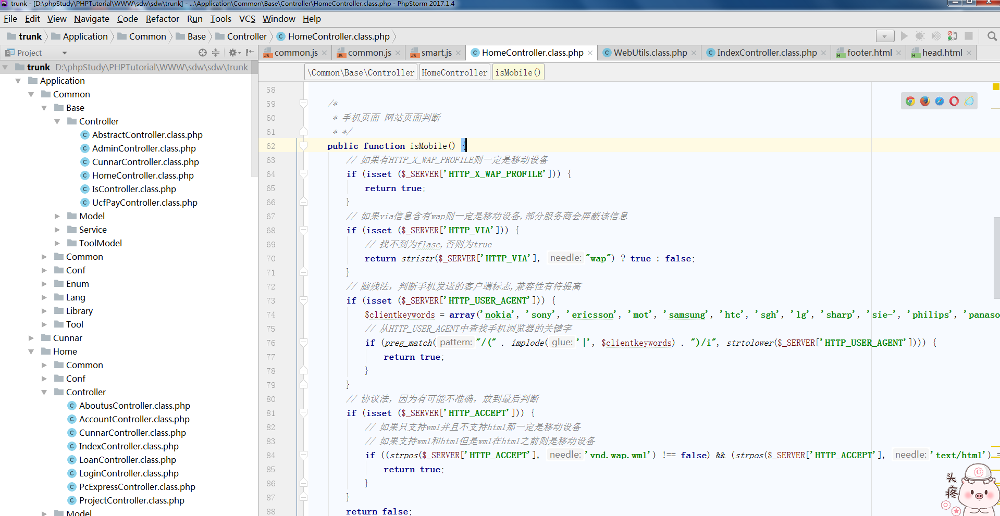 trunk - [D:\phpStudy\PHPTutorial\WWW\sdw\sdw\trunk] - ...\Application\Common\Base\Controller\HomeController.class.php - PhpStorm 2017.1.4
File Edit View Navigate Code Refactor Run Tools VCS Window Help
trunk Application Common Base Controller HomeController.class.php
Project
common.js common.js smart.js HomeController.class.php WebUtils.class.php IndexController.class.php footer.html head.html
trunk D:\phpStudy\PHPTutorial\WWW\sdw\sdw\trunk
Application
Common
Base
Controller
AbstractController.class.php
AdminController.class.php
CunnarController.class.php
HomeController.class.php
IsController.class.php
UcfPayController.class.php
Model
Service
ToolModel
Common
Conf
Enum
Lang
Library
Tool
Cunnar
Home
Common
Conf
Controller
AboutusController.class.php
AccountController.class.php
CunnarController.class.php
IndexController.class.php
LoanController.class.php
LoginController.class.php
PcExpressController.class.php
ProjectController.class.php
Model
\Common\Base\Controller HomeController isMobile()
58
59 /*
60 * 手机页面 网站页面判断
61 * */
62 public function isMobile() {
63 // 如果有HTTP_X_WAP_PROFILE则一定是移动设备
64 if (isset ($_SERVER['HTTP_X_WAP_PROFILE'])) {
65 return true;
66 }
67 // 如果via信息含有wap则一定是移动设备,部分服务商会屏蔽该信息
68 if (isset ($_SERVER['HTTP_VIA'])) {
69 // 找不到为flase,否则为true
70 return stristr($_SERVER['HTTP_VIA'], needle: "wap") ? true : false;
71 }
72 // 脑残法，判断手机发送的客户端标志,兼容性有待提高
73 if (isset ($_SERVER['HTTP_USER_AGENT'])) {
74 $clientkeywords = array('nokia', 'sony', 'ericsson', 'mot', 'samsung', 'htc', 'sgh', 'lg', 'sharp', 'sie-', 'philips', 'panaso
75 // 从HTTP_USER_AGENT中查找手机浏览器的关键字
76 if (preg_match( pattern: "/(" . implode( glue: '|', $clientkeywords) . ")/i", strtolower($_SERVER['HTTP_USER_AGENT']))) {
77 return true;
78 }
79 }
80 // 协议法，因为有可能不准确，放到最后判断
81 if (isset ($_SERVER['HTTP_ACCEPT'])) {
82 // 如果只支持wml并且不支持html那一定是移动设备
83 // 如果支持wml和html但是wml在html之前则是移动设备
84 if ((strpos($_SERVER['HTTP_ACCEPT'], needle: 'vnd.wap.wml') !== false) && (strpos($_SERVER['HTTP_ACCEPT'], needle: 'text/html') =
85 return true;
86 }
87 }
88 return false;
头疼